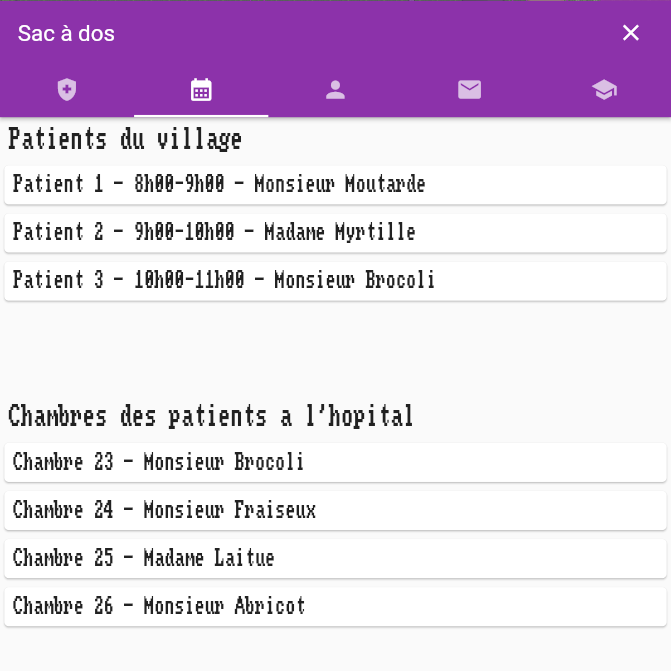 Sac à dos
Patients du village
Patient 1 - 8h00-9h00 - Monsieur Moutarde
Patient 2 - 9h00-10h00 - Madame Myrtille
Patient 3 - 10h00-11h00 - Monsieur Brocoli
Chambres des patients a l'hopital
Chambre 23 - Monsieur Brocoli
Chambre 24 - Monsieur Fraiseux
Chambre 25 - Madame Laitue
Chambre 26 - Monsieur Abricot